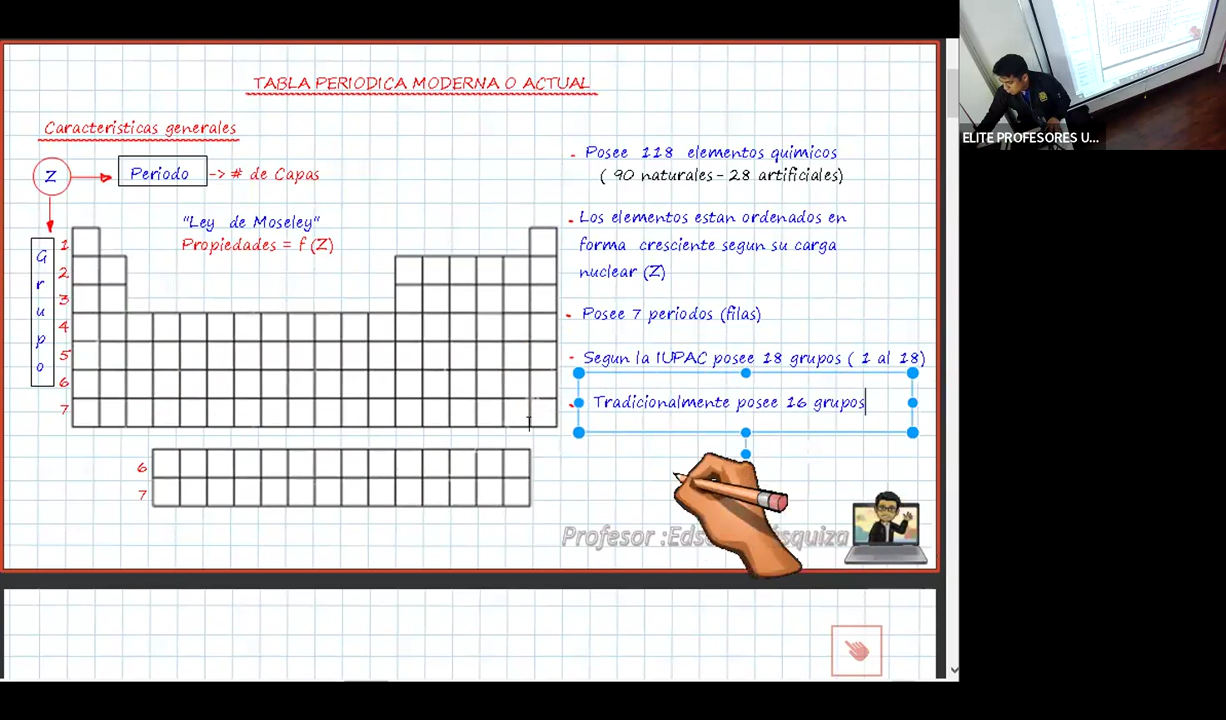 TABLA PERIODICA MODERNA O ACTUAL
Caracteristicas generales
Z
Periodo
-> # de Capas
"Ley de Moseley"
Propiedades = f (Z)
Grupo
1
2
3
4
5
6
7
6
7
- Posee 118 elementos quimicos
( 90 naturales - 28 artificiales)
- Los elementos estan ordenados en
forma cresciente segun su carga
nuclear (Z)
- Posee 7 periodos (filas)
- Segun la IUPAC posee 18 grupos ( 1 al 18)
- Tradicionalmente posee 16 grupos
Profesor :
ELITE PROFESORES U...